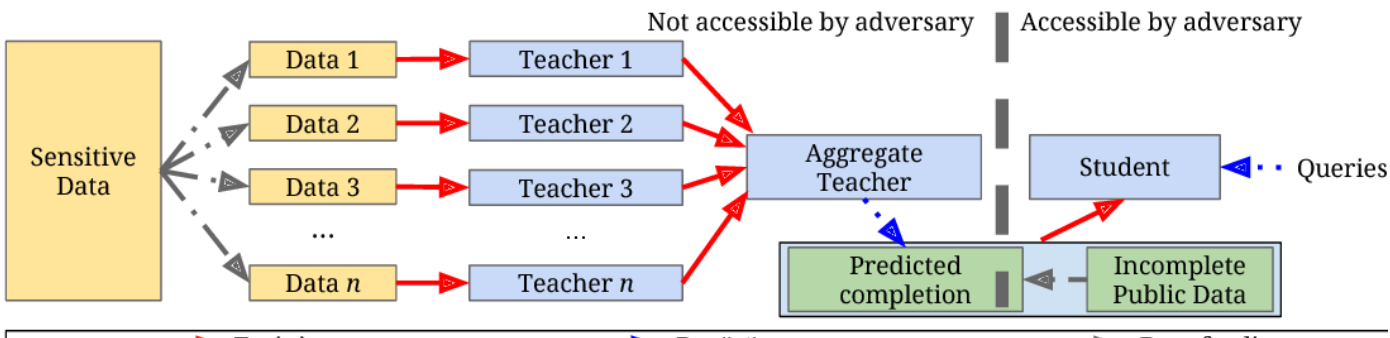 Not accessible by adversary
Accessible by adversary
Sensitive
Data
Data 1
Teacher 1
Data 2
Teacher 2
Data 3
Teacher 3
...
...
Data n
Teacher n
Aggregate
Teacher
Student
Queries
Predicted
completion
Incomplete
Public Data